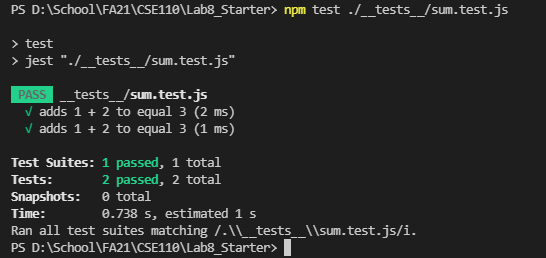 PS D:\School\FA21\CSE110\Lab8_Starter> npm test ./__tests__/sum.test.js
> test
> jest "./__tests__/sum.test.js"
PASS __tests__/sum.test.js
√ adds 1 + 2 to equal 3 (2 ms)
√ adds 1 + 2 to equal 3 (1 ms)
Test Suites: 1 passed, 1 total
Tests: 2 passed, 2 total
Snapshots: 0 total
Time: 0.738 s, estimated 1 s
Ran all test suites matching /.\\__tests__\\sum.test.js/i.
PS D:\School\FA21\CSE110\Lab8_Starter>